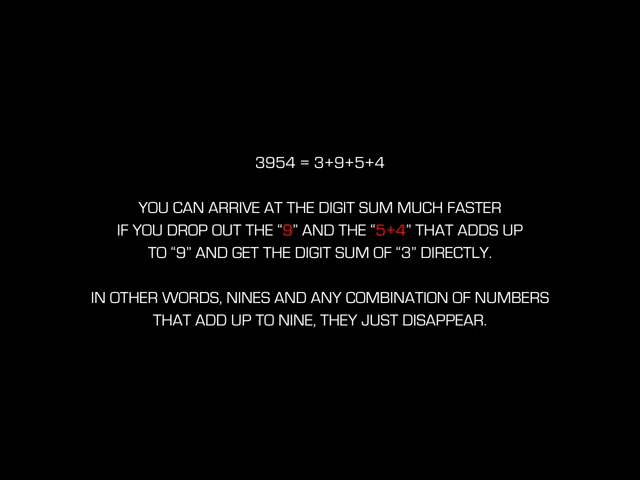 3954 = 3+9+5+4
YOU CAN ARRIVE AT THE DIGIT SUM MUCH FASTER
IF YOU DROP OUT THE “9” AND THE “5+4” THAT ADDS UP
TO “9” AND GET THE DIGIT SUM OF “3” DIRECTLY.
IN OTHER WORDS, NINES AND ANY COMBINATION OF NUMBERS
THAT ADD UP TO NINE, THEY JUST DISAPPEAR.